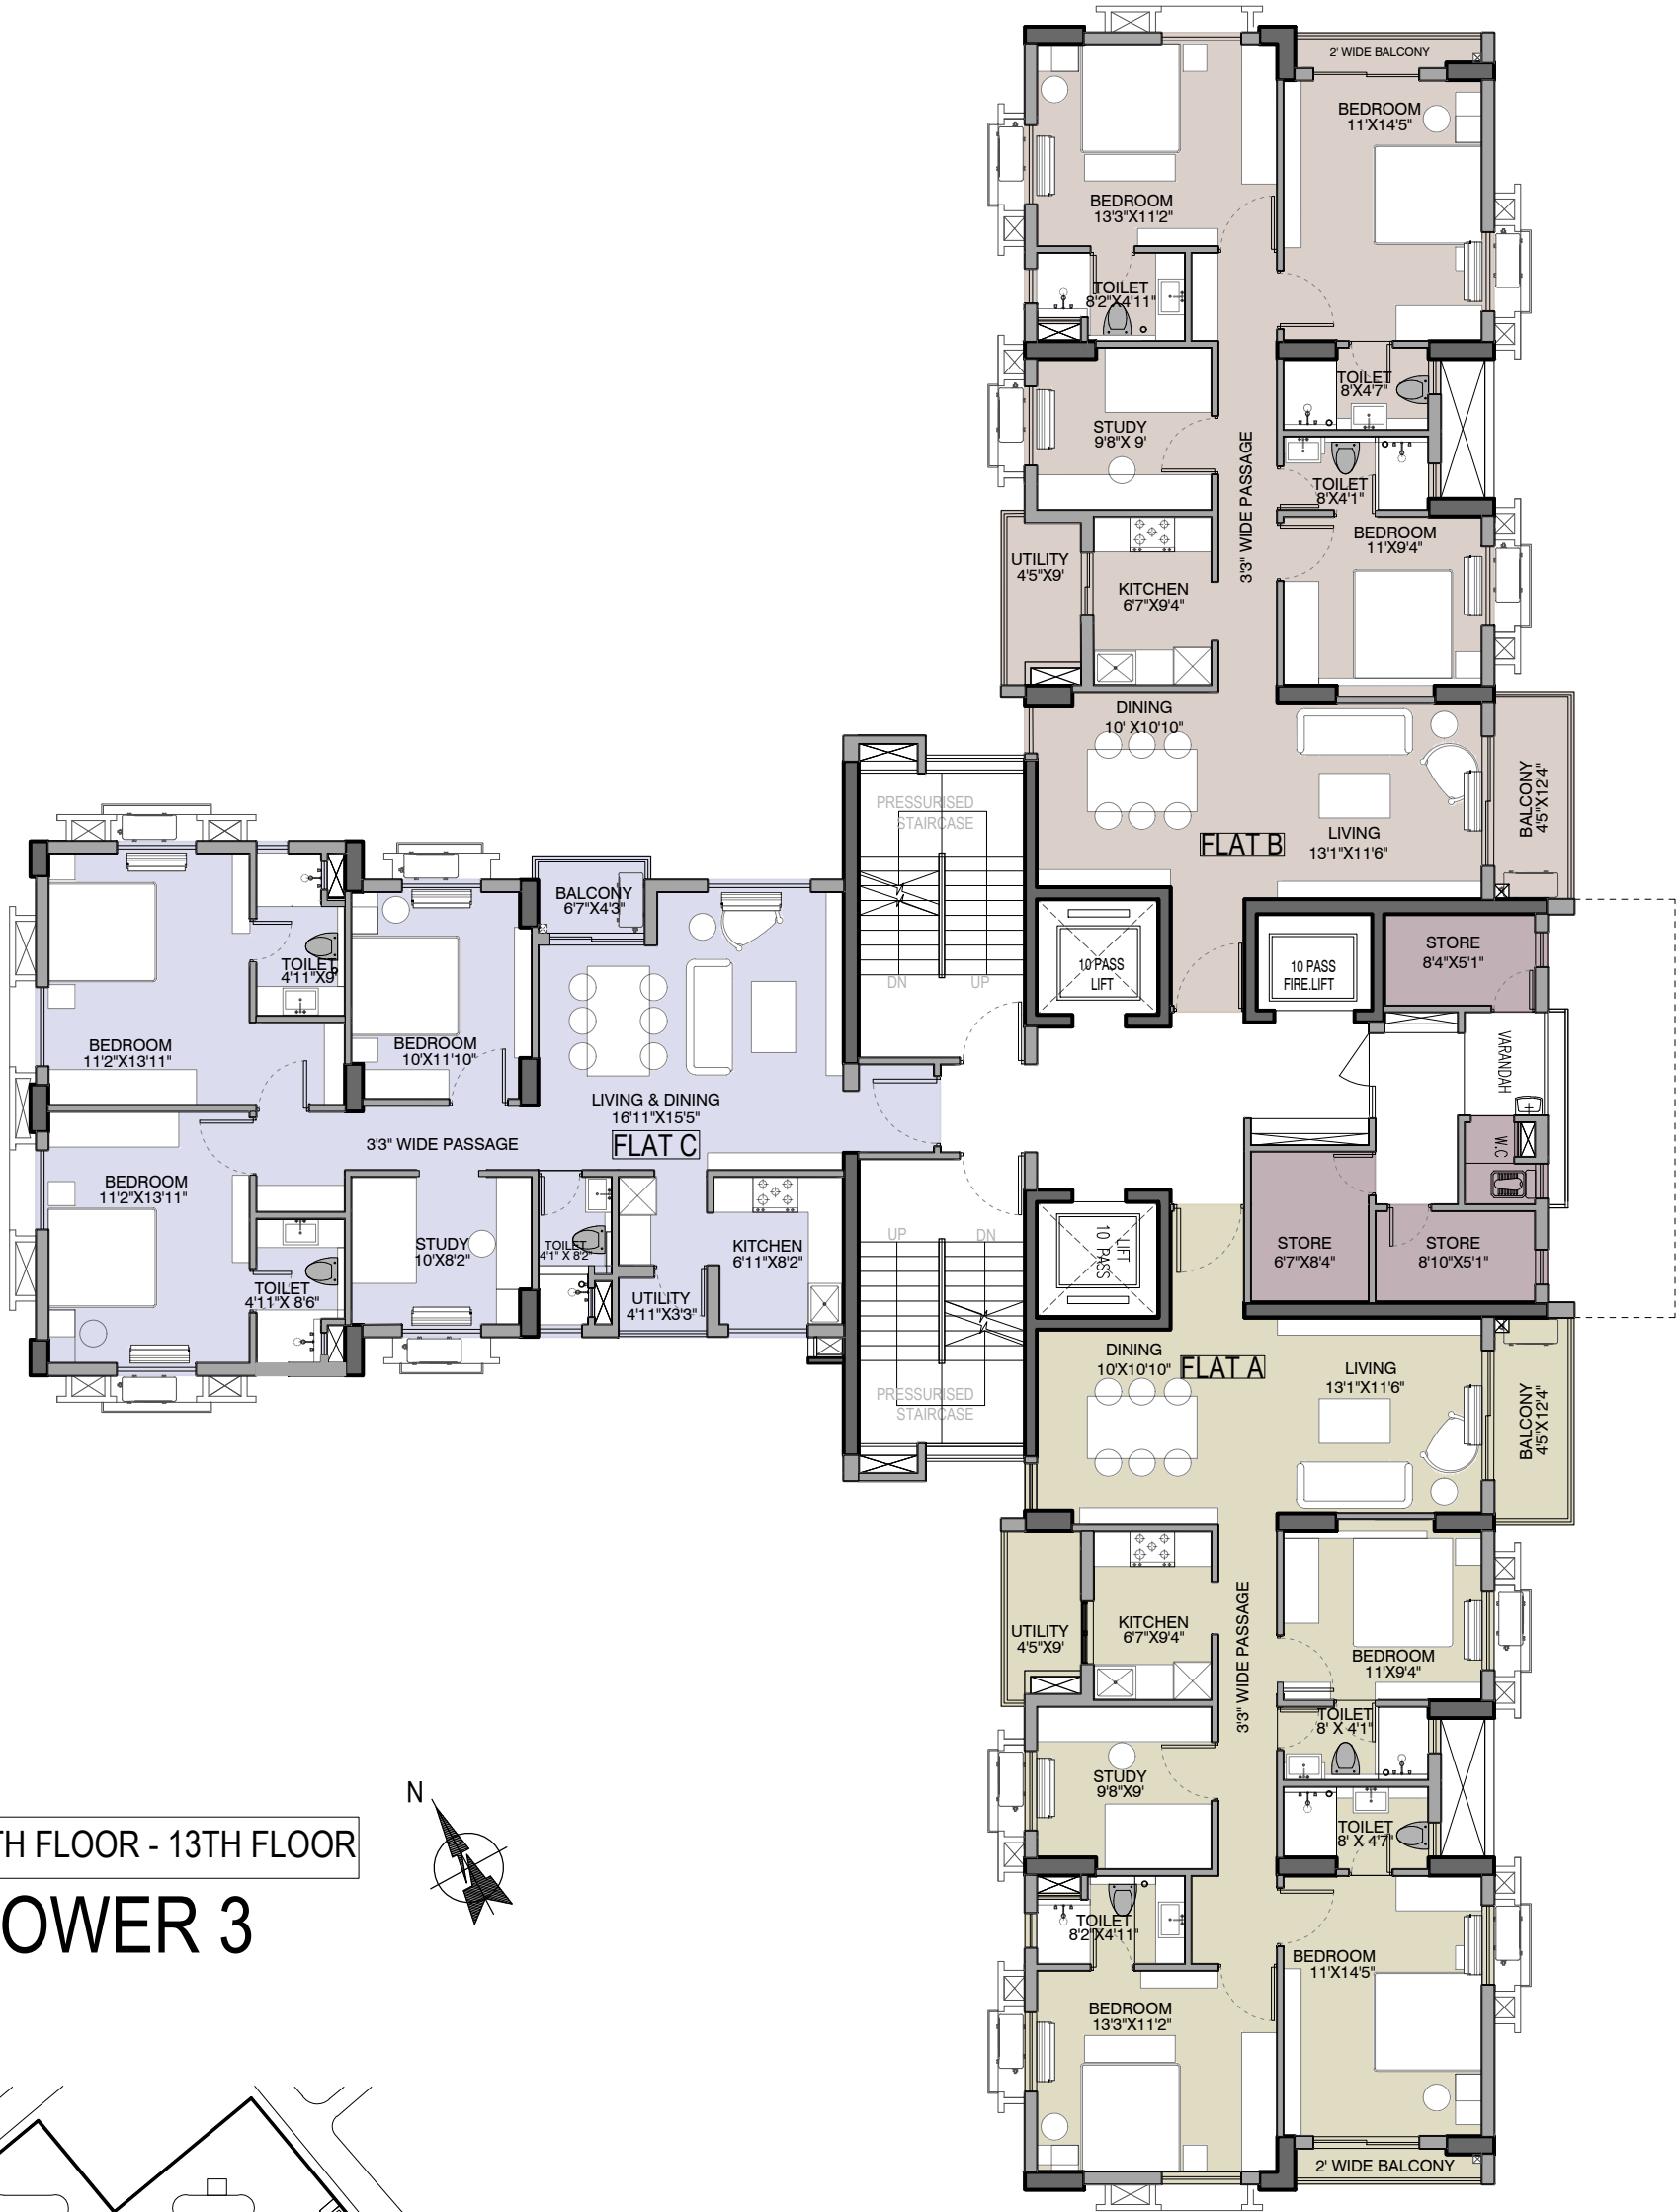 2' WIDE BALCONY
BEDROOM
11'X14'5"
BEDROOM
13'3"X11'2"
TOILET
8'2"X4'11"
TOILET
8'X4'7"
STUDY
9'8"X 9'
3'3" WIDE PASSAGE
TOILET
8'X4'1"
BEDROOM
11'X9'4"
UTILITY
4'5"X9'
KITCHEN
6'7"X9'4"
DINING
10' X10'10"
LIVING
13'1"X11'6"
FLAT B
BALCONY
4'5"X12'4"
PRESSURISED
STAIRCASE
DN
UP
10 PASS
LIFT
10 PASS
FIRE.LIFT
STORE
8'4"X5'1"
VARANDAH
W.C
STORE
6'7"X8'4"
STORE
8'10"X5'1"
BALCONY
6'7"X4'3"
TOILET
4'11"X9'
BEDROOM
11'2"X13'11"
BEDROOM
10'X11'10"
LIVING & DINING
16'11"X15'5"
FLAT C
3'3" WIDE PASSAGE
BEDROOM
11'2"X13'11"
STUDY
10'X8'2"
TOILET
4'1" X 8'2"
KITCHEN
6'11"X8'2"
TOILET
4'11"X 8'6"
UTILITY
4'11"X3'3"
UP
DN
LIFT
10 PASS
PRESSURISED
STAIRCASE
DINING
10'X10'10"
FLAT A
LIVING
13'1"X11'6"
BALCONY
4'5"X12'4"
UTILITY
4'5"X9'
KITCHEN
6'7"X9'4"
3'3" WIDE PASSAGE
BEDROOM
11'X9'4"
TOILET
8' X 4'1"
STUDY
9'8"X9'
TOILET
8' X 4'7"
TOILET
8'2"X4'11"
BEDROOM
11'X14'5"
BEDROOM
13'3"X11'2"
2' WIDE BALCONY
N
TH FLOOR - 13TH FLOOR
OWER 3